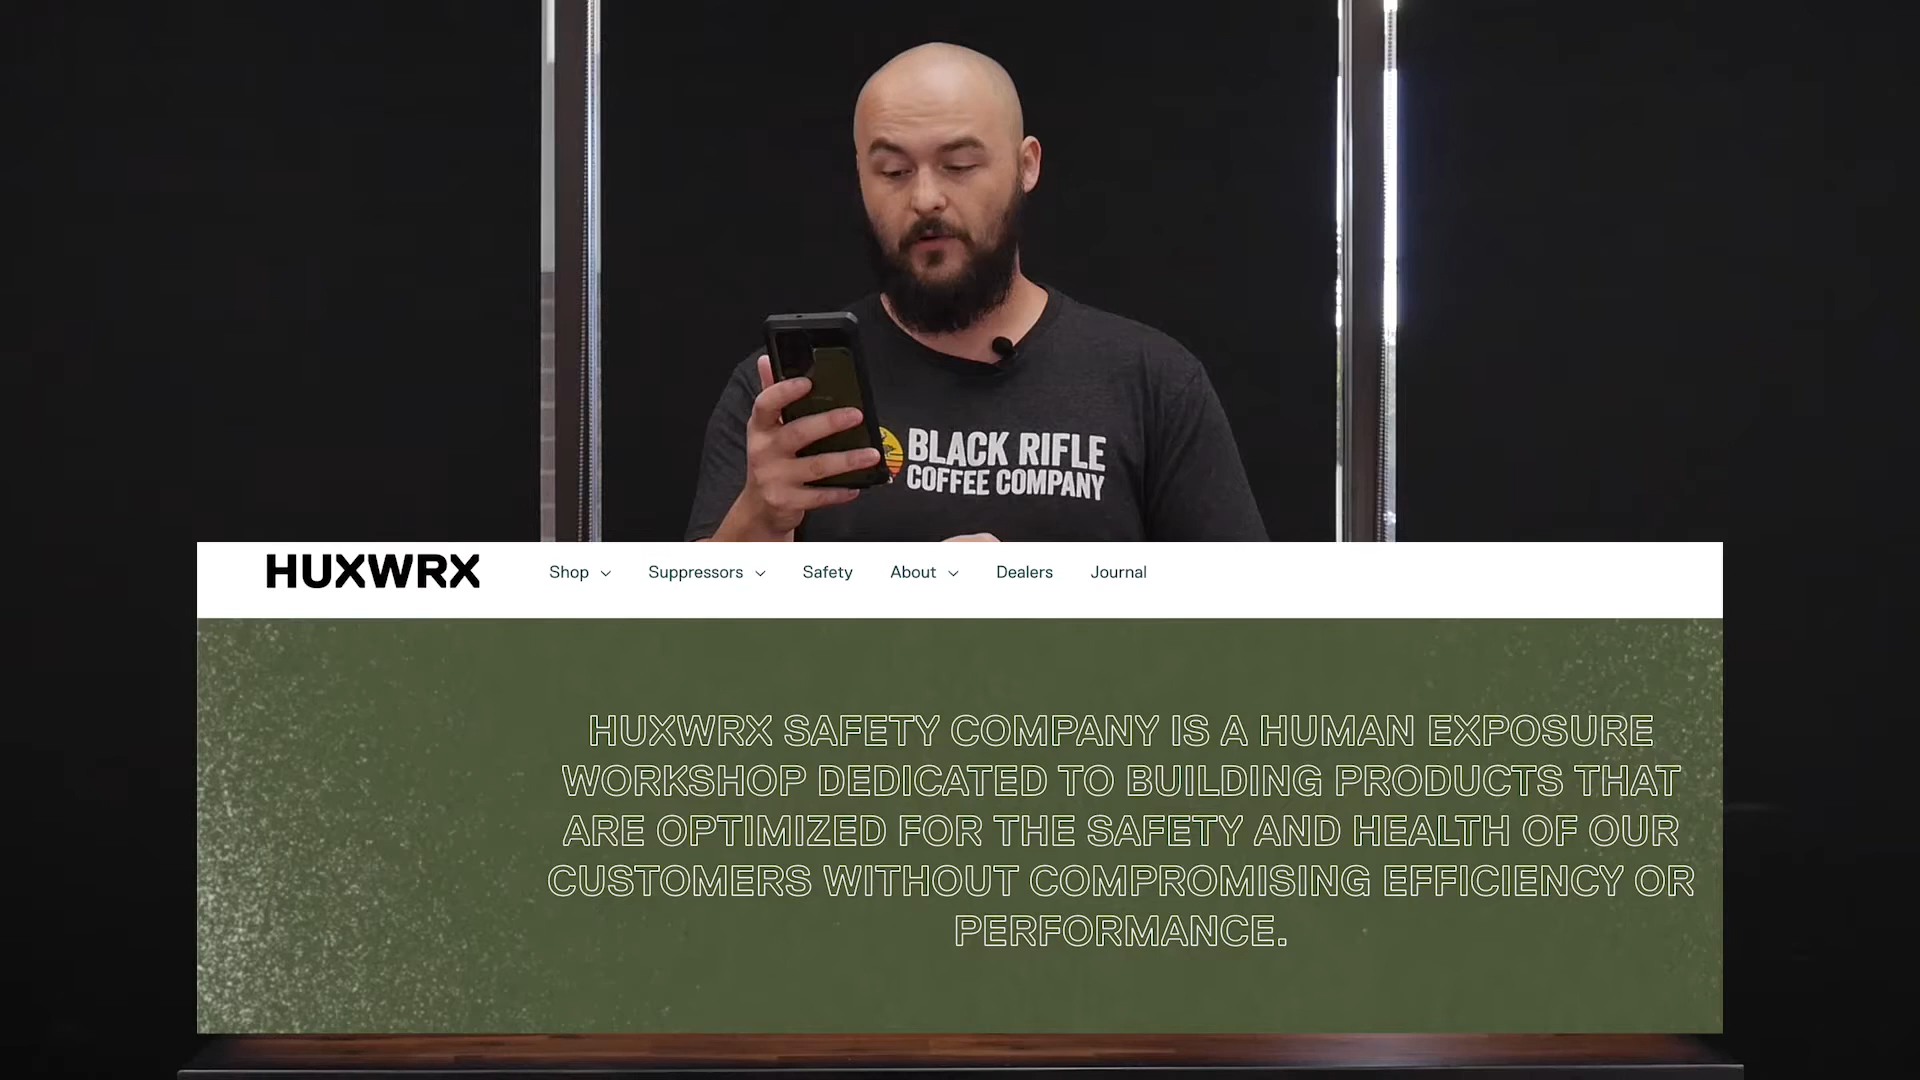 BLACK RIFLE
COFFEE COMPANY
HUXWRX
Shop Suppressors Safety About Dealers Journal
HUXWRX SAFETY COMPANY IS A HUMAN EXPOSURE
WORKSHOP DEDICATED TO BUILDING PRODUCTS THAT
ARE OPTIMIZED FOR THE SAFETY AND HEALTH OF OUR
CUSTOMERS WITHOUT COMPROMISING EFFICIENCY OR
PERFORMANCE.